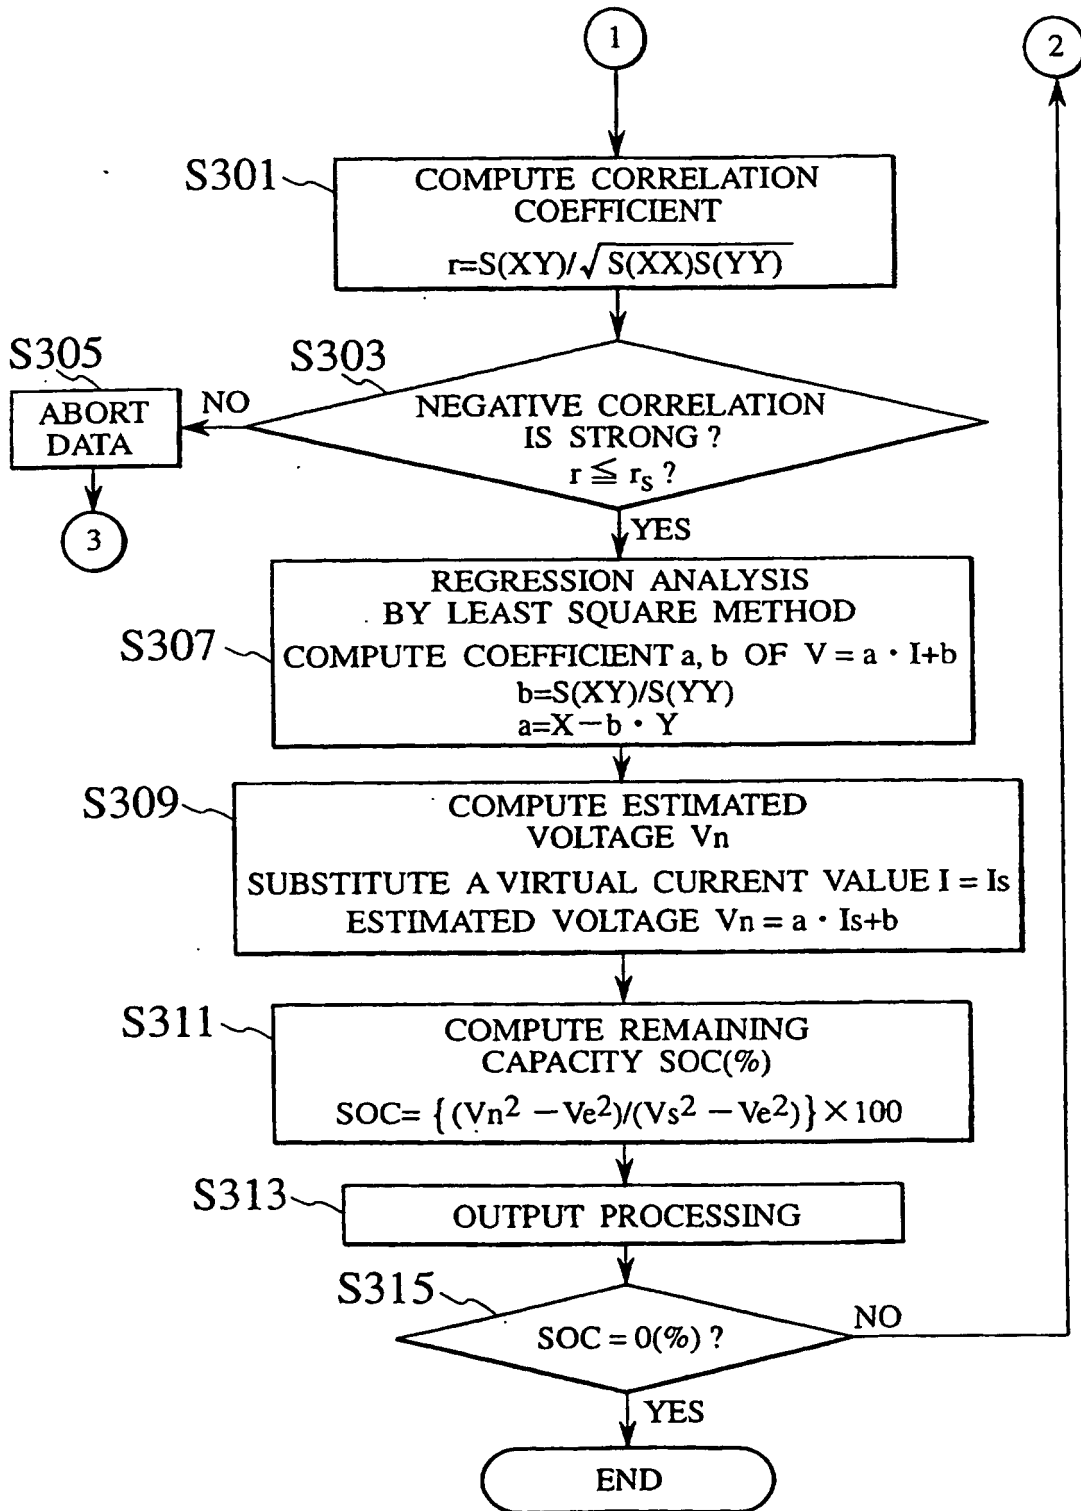 1
2
S301
COMPUTE CORRELATION
COEFFICIENT
r=S(XY)/√S(XX)S(YY)
S303
NEGATIVE CORRELATION
IS STRONG ?
r ≦ rs ?
NO
S305
ABORT
DATA
3
YES
S307
REGRESSION ANALYSIS
BY LEAST SQUARE METHOD
COMPUTE COEFFICIENT a, b OF V = a · I+b
b=S(XY)/S(YY)
a=X−b · Y
S309
COMPUTE ESTIMATED
VOLTAGE Vn
SUBSTITUTE A VIRTUAL CURRENT VALUE I = Is
ESTIMATED VOLTAGE Vn = a · Is+b
S311
COMPUTE REMAINING
CAPACITY SOC(%)
SOC= {(Vn² −Ve²)/(Vs² −Ve²)}×100
S313
OUTPUT PROCESSING
S315
SOC = 0(%) ?
NO
YES
END